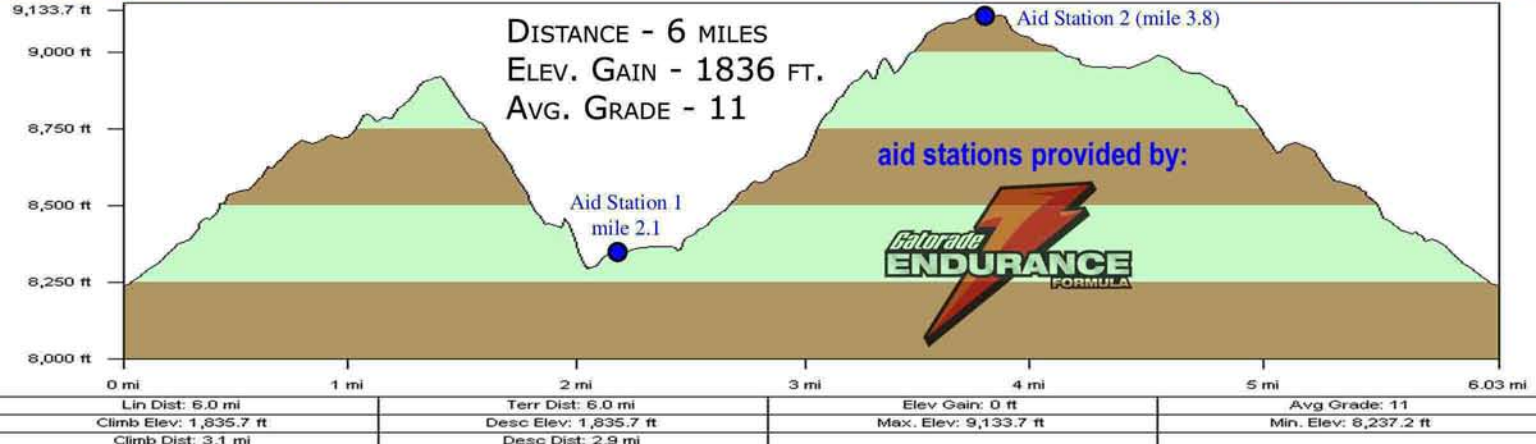 9,133.7 ft
Aid Station 2 (mile 3.8)
DISTANCE - 6 MILES
9,000 ft
ELEV. GAIN - 1836 FT.
AVG. GRADE - 11
8,750 ft
aid stations provided by:
8,500 ft
Aid Station 1
mile 2.1
Gatorade
ENDURANCE
FORMULA
8,250 ft
8,000 ft
0 mi 1 mi 2 mi 3 mi 4 mi 5 mi 6.03 mi
Lin Dist: 6.0 mi Terr Dist: 6.0 mi Elev Gain: 0 ft Avg Grade: 11
Climb Elev: 1,835.7 ft Desc Elev: 1,835.7 ft Max. Elev: 9,133.7 ft Min. Elev: 8,237.2 ft
Climb Dist: 3.1 mi Desc Dist: 2.9 mi